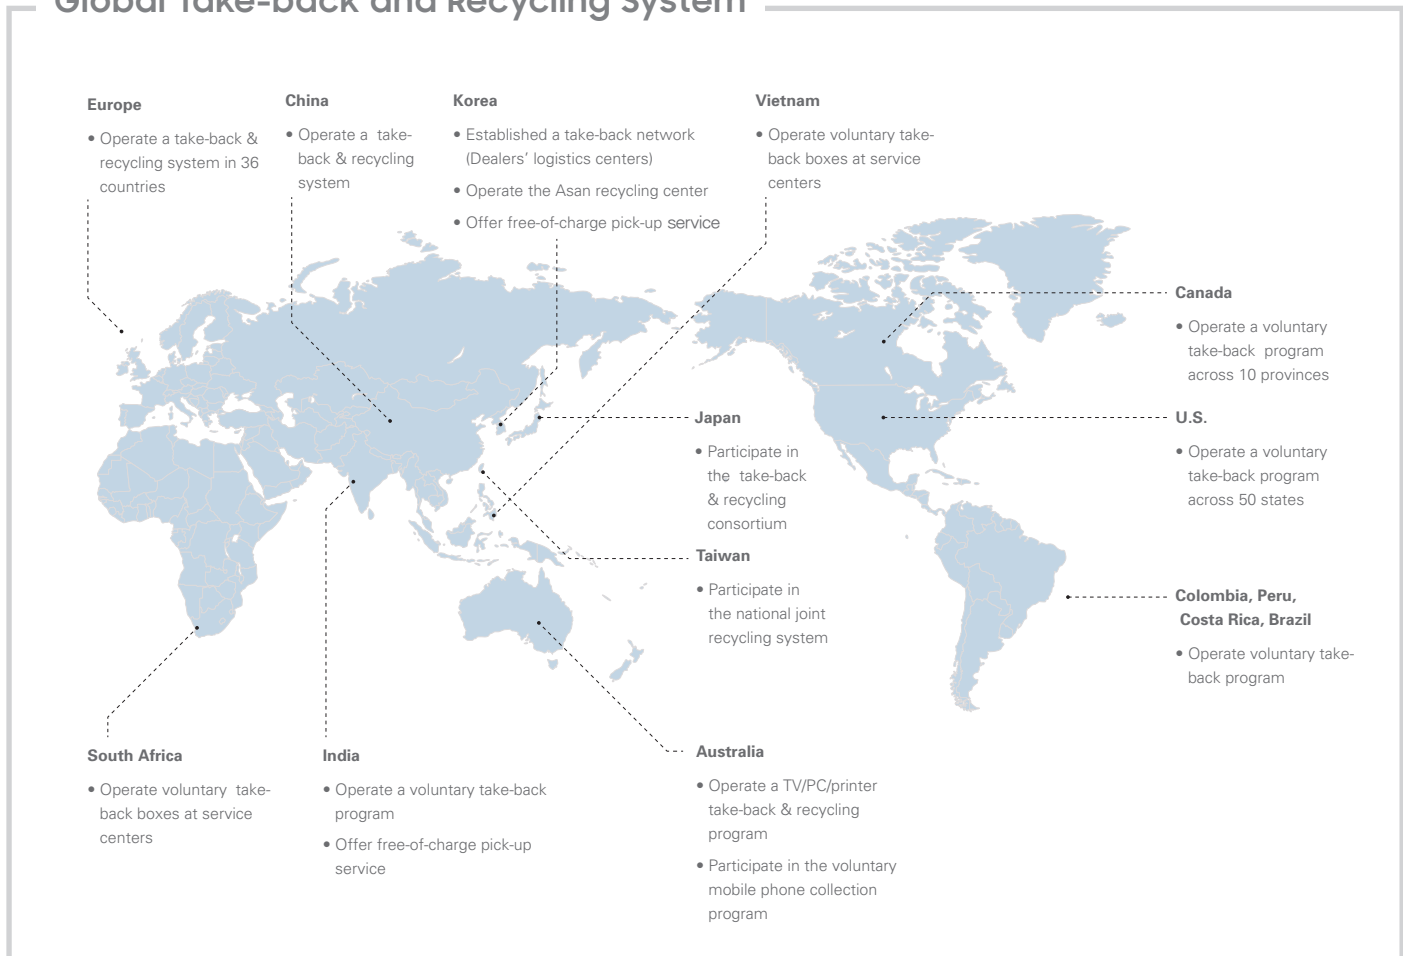 Global Take-back and Recycling System
Europe
• Operate a take-back &
recycling system in 36
countries
China
• Operate a take-
back & recycling
system
Korea
• Established a take-back network
(Dealers' logistics centers)
• Operate the Asan recycling center
• Offer free-of-charge pick-up service
Vietnam
• Operate voluntary take-
back boxes at service
centers
Canada
• Operate a voluntary
take-back program
across 10 provinces
Japan
• Participate in
the take-back
& recycling
consortium
U.S.
• Operate a voluntary
take-back program
across 50 states
Taiwan
• Participate in
the national joint
recycling system
Colombia, Peru,
Costa Rica, Brazil
• Operate voluntary take-
back program
South Africa
• Operate voluntary take-
back boxes at service
centers
India
• Operate a voluntary take-back
program
• Offer free-of-charge pick-up
service
Australia
• Operate a TV/PC/printer
take-back & recycling
program
• Participate in the voluntary
mobile phone collection
program